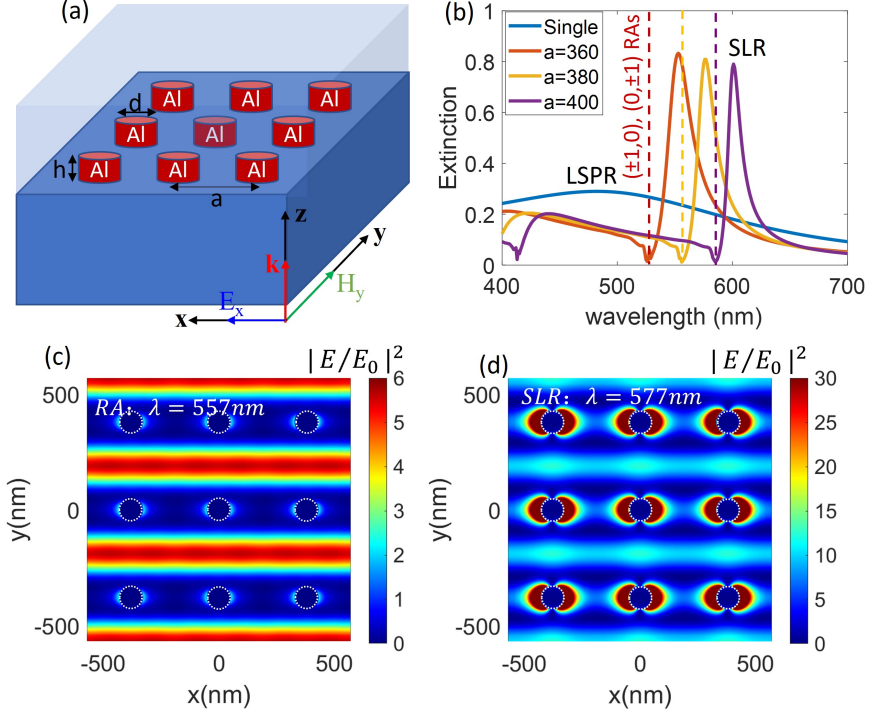 (a)
Al Al Al
d
Al Al Al
h
Al Al Al
a
z
y
k
H_y
E_x
x
(b)
Extinction
1
0.8
0.6
0.4
0.2
0
Single
a=360
a=380
a=400
(±1,0), (0,±1) RAs
SLR
LSPR
400 500 600 700
wavelength (nm)
(c)
| E/E₀ |²
RA: λ = 557nm
y(nm)
500
0
-500
-500 0 500
x(nm)
6
5
4
3
2
1
0
(d)
| E/E₀ |²
SLR: λ = 577nm
y(nm)
500
0
-500
-500 0 500
x(nm)
30
25
20
15
10
5
0